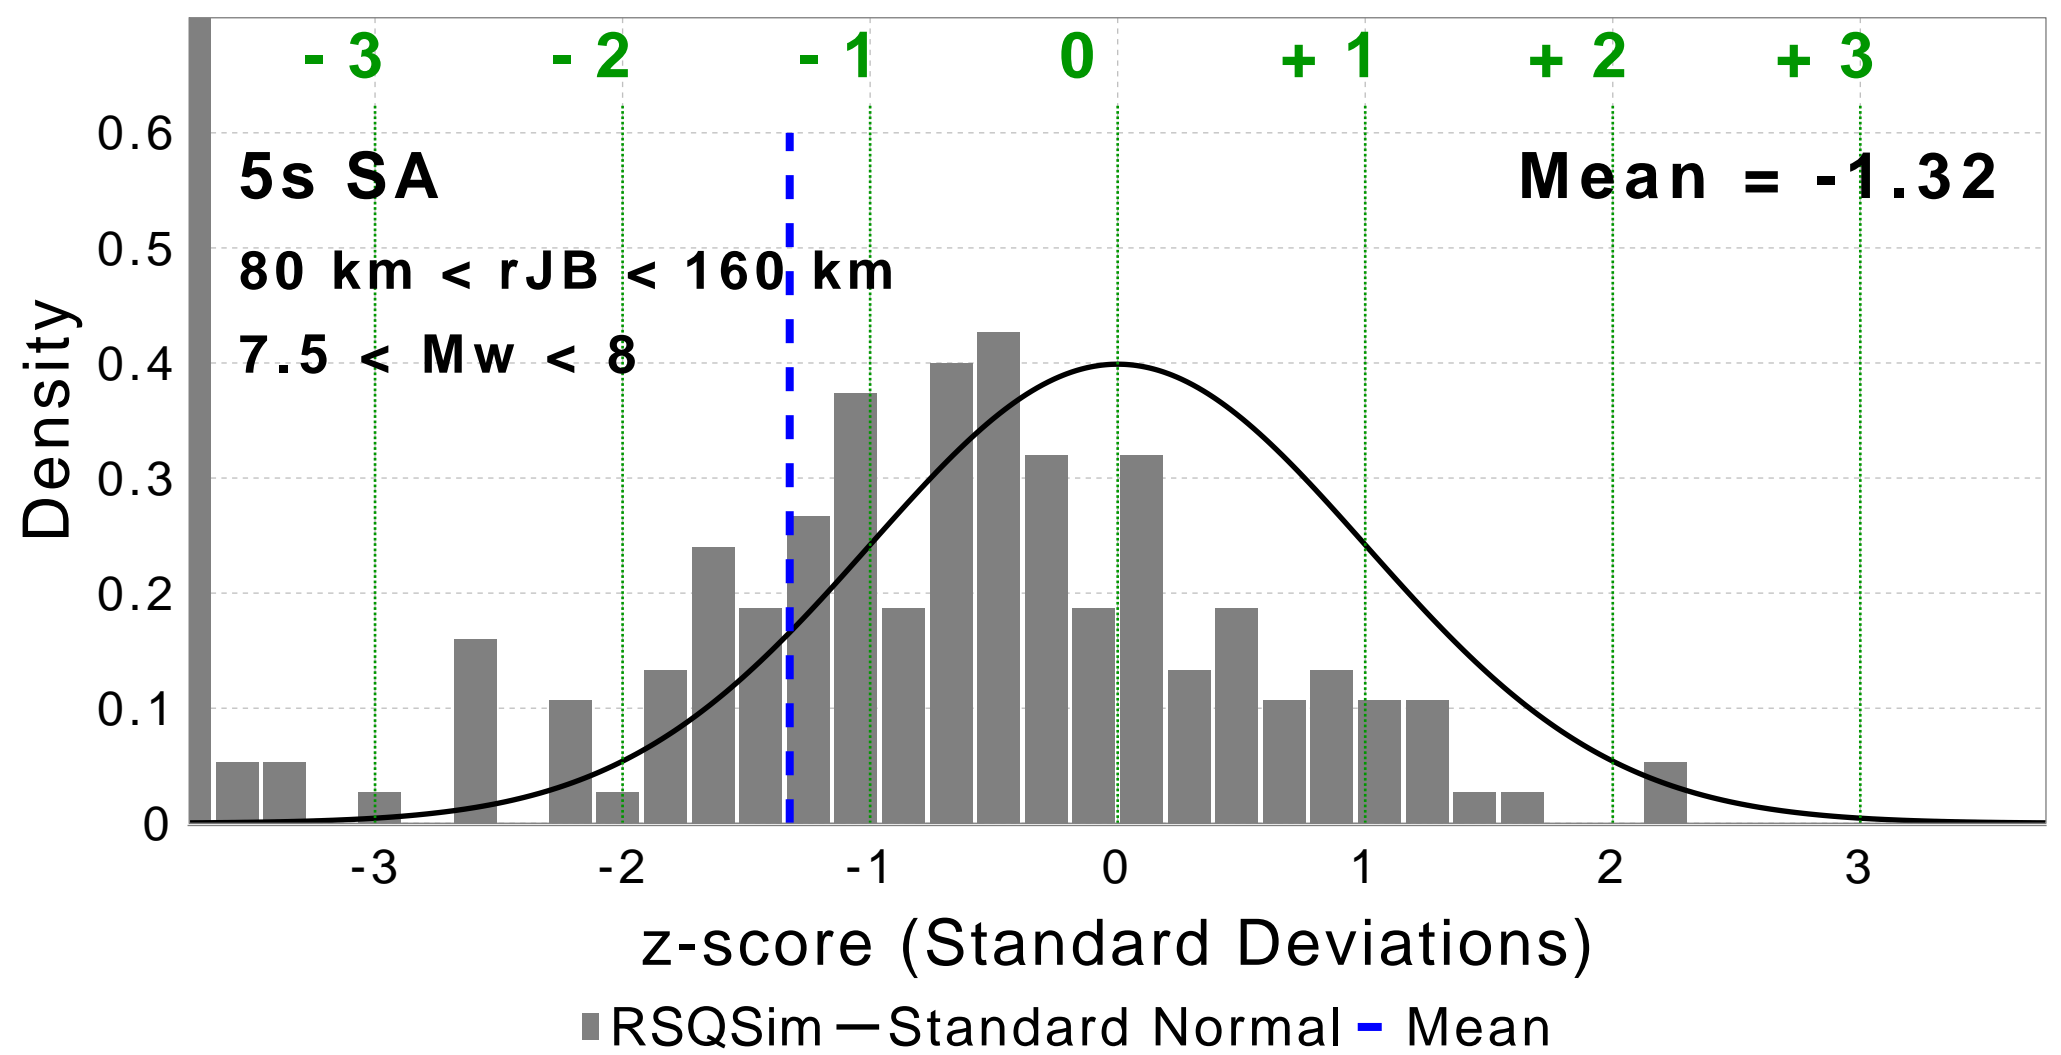 - 3 - 2 - 1 0 + 1 + 2 + 3
0.6
5s SA
Mean = -1.32
0.5
80 km < rJB < 160 km
7.5 < Mw < 8
0.4
0.3
0.2
0.1
0
Density
-3 -2 -1 0 1 2 3
z-score (Standard Deviations)
RSQSim Standard Normal Mean